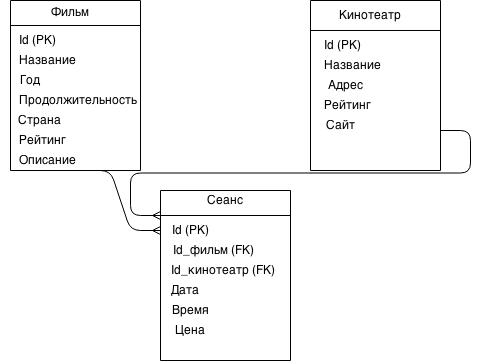 Фильм
Id (PK)
Название
Год
Продолжительность
Страна
Рейтинг
Описание
Кинотеатр
Id (PK)
Название
Адрес
Рейтинг
Сайт
Сеанс
Id (PK)
Id_фильм (FK)
Id_кинотеатр (FK)
Дата
Время
Цена